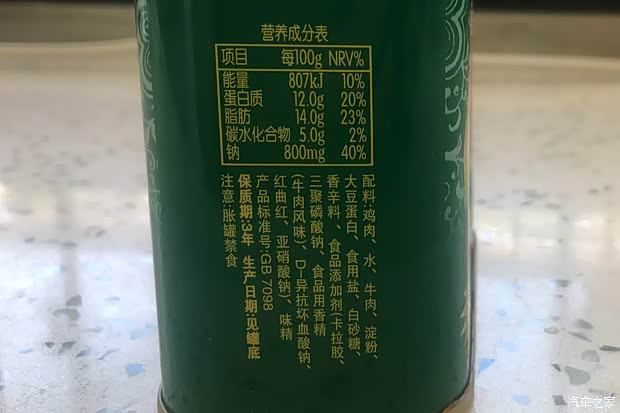 营养成分表
项目 每100g NRV%
能量 807kJ 10%
蛋白质 12.0g 20%
脂肪 14.0g 23%
碳水化合物 5.0g 2%
钠 800mg 40%
配料:鸡肉、水、牛肉、淀粉、
大豆蛋白、食用盐、白砂糖、
香辛料、食品添加剂(卡拉胶、
三聚磷酸钠、食品用香精
(牛肉风味)、D-异抗坏血酸钠、
红曲红、亚硝酸钠)、味精
产品标准号:GB 7098
保质期:3年 生产日期:见罐底
注意:胀罐禁食
汽车之家